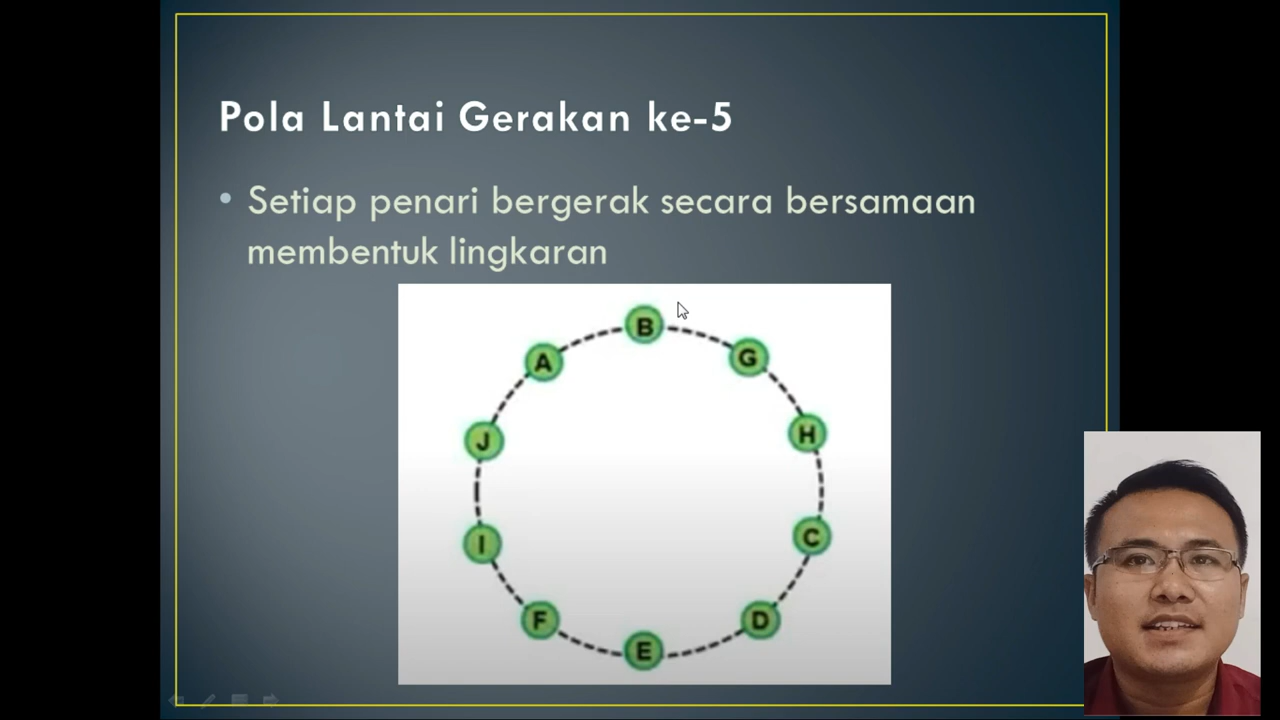 Pola Lantai Gerakan ke-5
• Setiap penari bergerak secara bersamaan
membentuk lingkaran
B
A
G
J
H
I
C
F
D
E